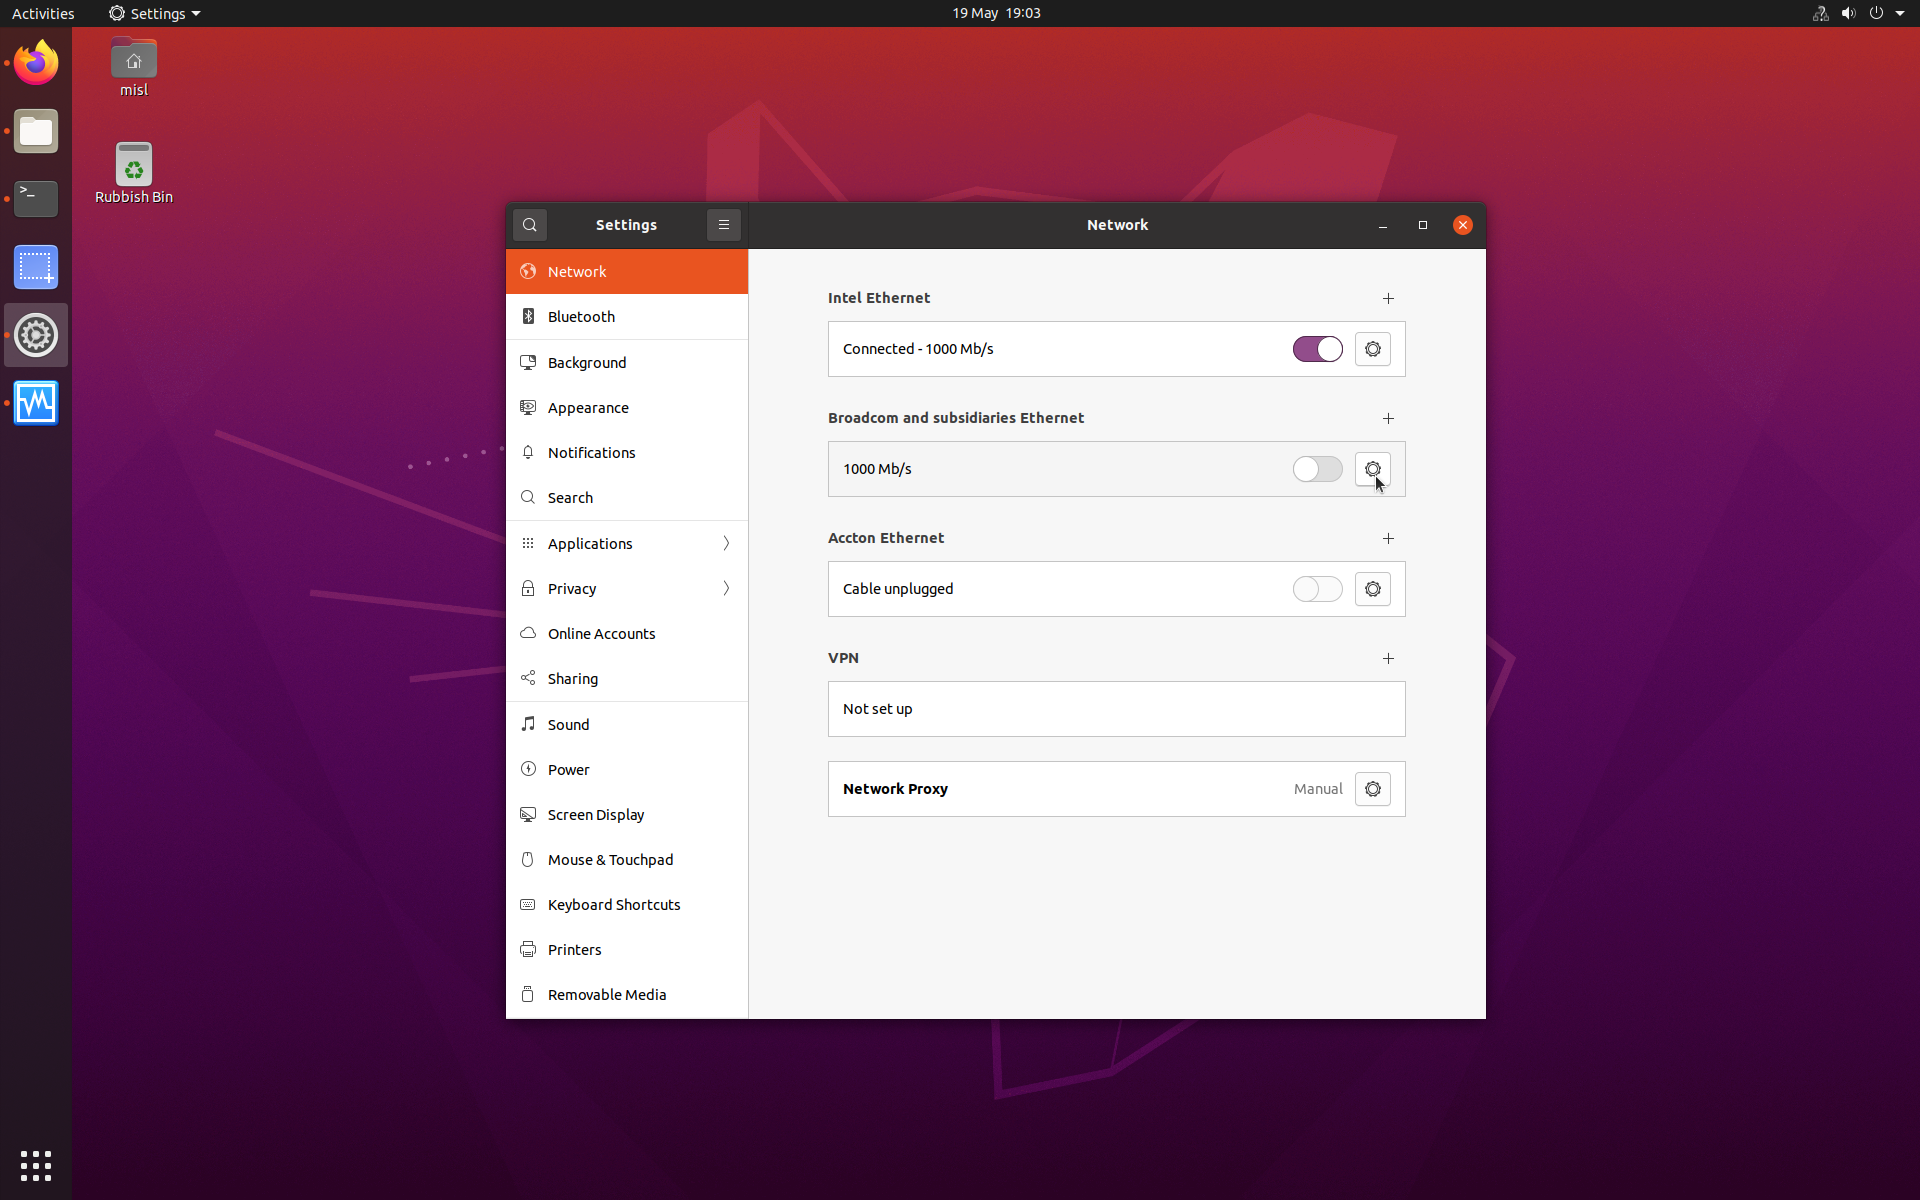 Activities
Settings
19 May 19:03
misl
Rubbish Bin
Settings
Network
Network
Bluetooth
Background
Appearance
Notifications
Search
Applications
Privacy
Online Accounts
Sharing
Sound
Power
Screen Display
Mouse & Touchpad
Keyboard Shortcuts
Printers
Removable Media
Intel Ethernet
Connected - 1000 Mb/s
Broadcom and subsidiaries Ethernet
1000 Mb/s
Accton Ethernet
Cable unplugged
VPN
Not set up
Network Proxy
Manual